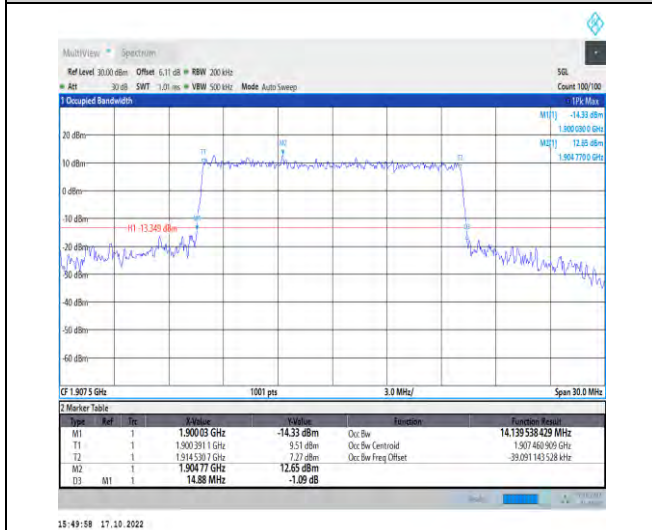 MultiView Spectrum
Ref Level 30.00 dBm Offset 6.11 dB RBW 200 kHz SGL
Att 30 dB SWT 1.01 ms VBW 500 kHz Mode Auto Sweep Count 100/100
1 Occupied Bandwidth 1Pk Max
M1[1] -14.33 dBm
1.900 030 0 GHz
20 dBm
M2[1] 12.65 dBm
1.904 770 0 GHz
M2
T1
T2
10 dBm
0 dBm
-10 dBm
M1
H1 -13.349 dBm
D3
-20 dBm
-30 dBm
-40 dBm
-50 dBm
-60 dBm
CF 1.907 5 GHz 1001 pts 3.0 MHz/ Span 30.0 MHz
2 Marker Table
Type Ref Trc X-Value Y-Value Function Function Result
M1 1 1.900 03 GHz -14.33 dBm Occ Bw 14.139 538 429 MHz
T1 1 1.900 391 1 GHz 9.51 dBm Occ Bw Centroid 1.907 460 909 GHz
T2 1 1.914 530 7 GHz 7.27 dBm Occ Bw Freq Offset -39.091 143 528 kHz
M2 1 1.904 77 GHz 12.65 dBm
D3 M1 1 14.88 MHz -1.09 dB
15:49:58 17.10.2022